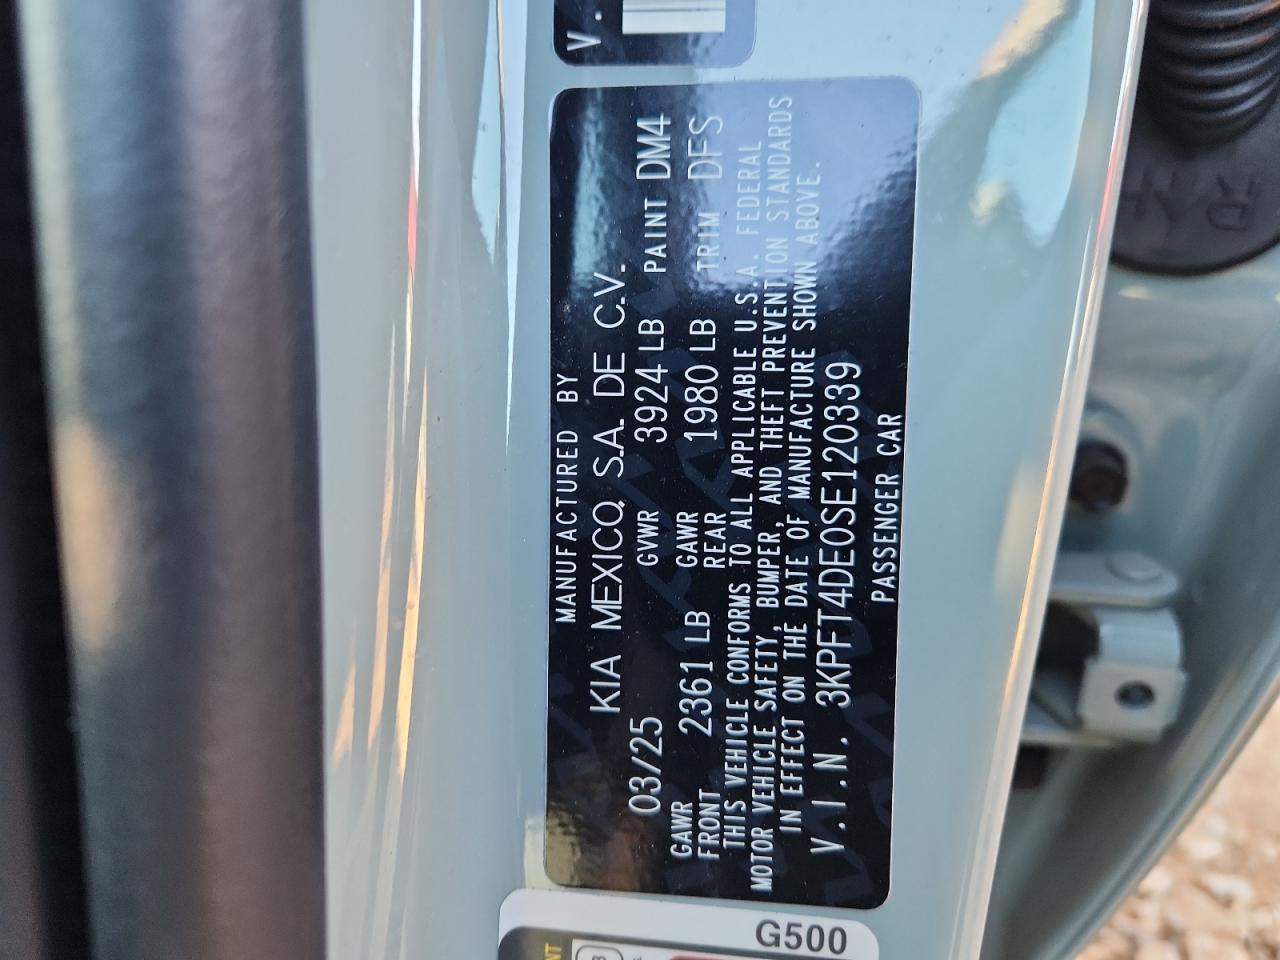 V.
MANUFACTURED BY
KIA MEXICO, S.A. DE C.V.
03/25 GVWR 3924 LB PAINT DM4
GAWR FRONT 2361 LB GAWR REAR 1980 LB TRIM DFS
THIS VEHICLE CONFORMS TO ALL APPLICABLE U.S.A. FEDERAL
MOTOR VEHICLE SAFETY, BUMPER, AND THEFT PREVENTION STANDARDS
IN EFFECT ON THE DATE OF MANUFACTURE SHOWN ABOVE.
V.I.N. 3KPFT4DE0SE120339
PASSENGER CAR
G500